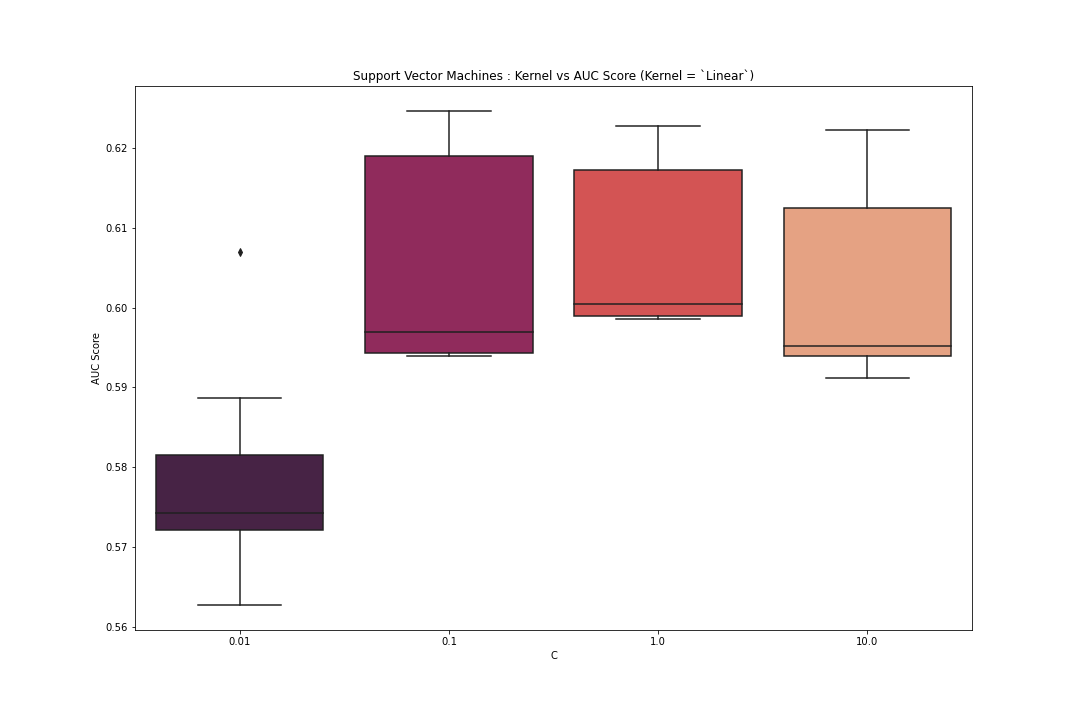 Support Vector Machines : Kernel vs AUC Score (Kernel = `Linear`)
AUC Score
0.62
0.61
0.60
0.59
0.58
0.57
0.56
0.01 0.1 1.0 10.0
C